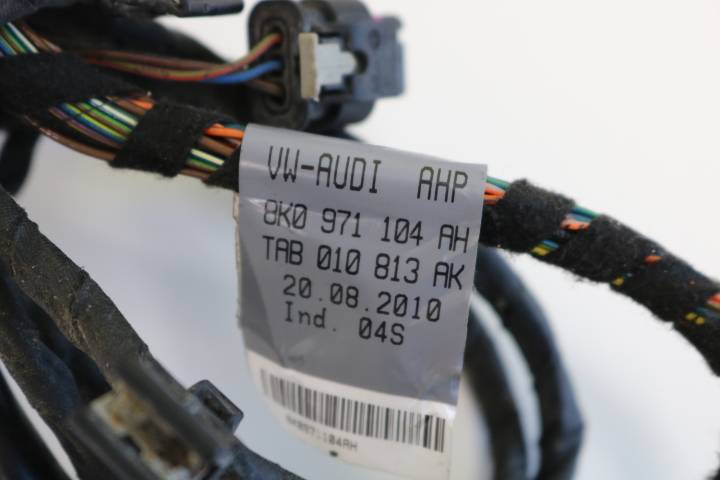 VW-AUDI AHP
8K0 971 104 AH
TAB 010 813 AK
20.08.2010
Ind. 04S